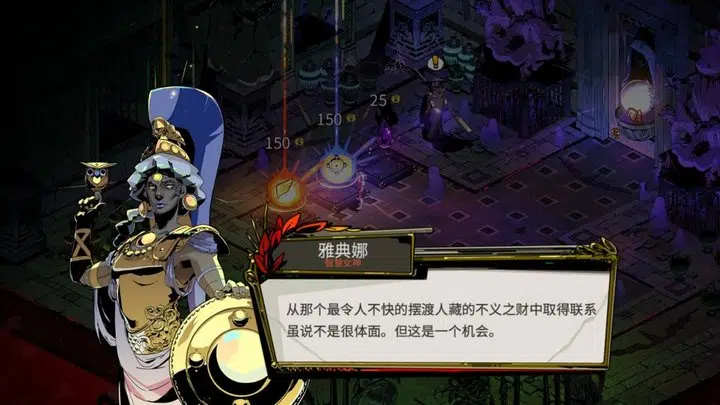 25
150
150
雅典娜
智慧女神
从那个最令人不快的摆渡人藏的不义之财中取得联系
虽说不是很体面。但这是一个机会。